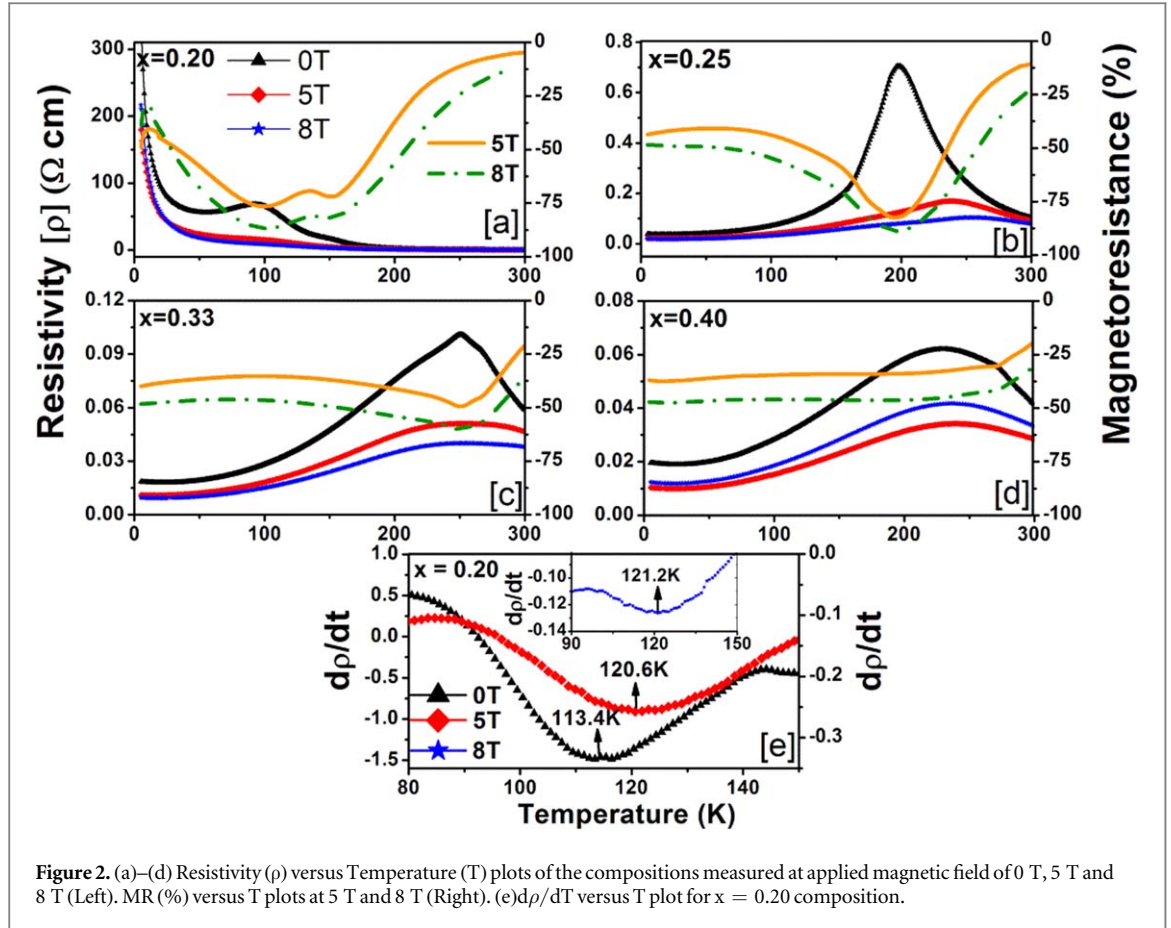 Resistivity [ρ] (Ω cm)
Magnetoresistance (%)
x=0.20
0T
5T
8T
5T
8T
[a]
300
200
100
0
0
-25
-50
-75
-100
0 100 200 300
x=0.25
[b]
0.8
0.6
0.4
0.2
0.0
0
-25
-50
-75
-100
0 100 200 300
x=0.33
[c]
0.12
0.09
0.06
0.03
0.00
0
-25
-50
-75
-100
0 100 200 300
x=0.40
[d]
0.08
0.06
0.04
0.02
0.00
0
-25
-50
-75
-100
0 100 200 300
x = 0.20
dρ/dt
1.0
0.5
0.0
-0.5
-1.0
-1.5
dρ/dt
-0.10
-0.12
-0.14
121.2K
90 120 150
120.6K
113.4K
0T
5T
8T
[e]
0.0
-0.1
-0.2
-0.3
dρ/dt
80 100 120 140
Temperature (K)
Figure 2. (a)–(d) Resistivity (ρ) versus Temperature (T) plots of the compositions measured at applied magnetic field of 0 T, 5 T and
8 T (Left). MR (%) versus T plots at 5 T and 8 T (Right). (e)dρ/dT versus T plot for x = 0.20 composition.